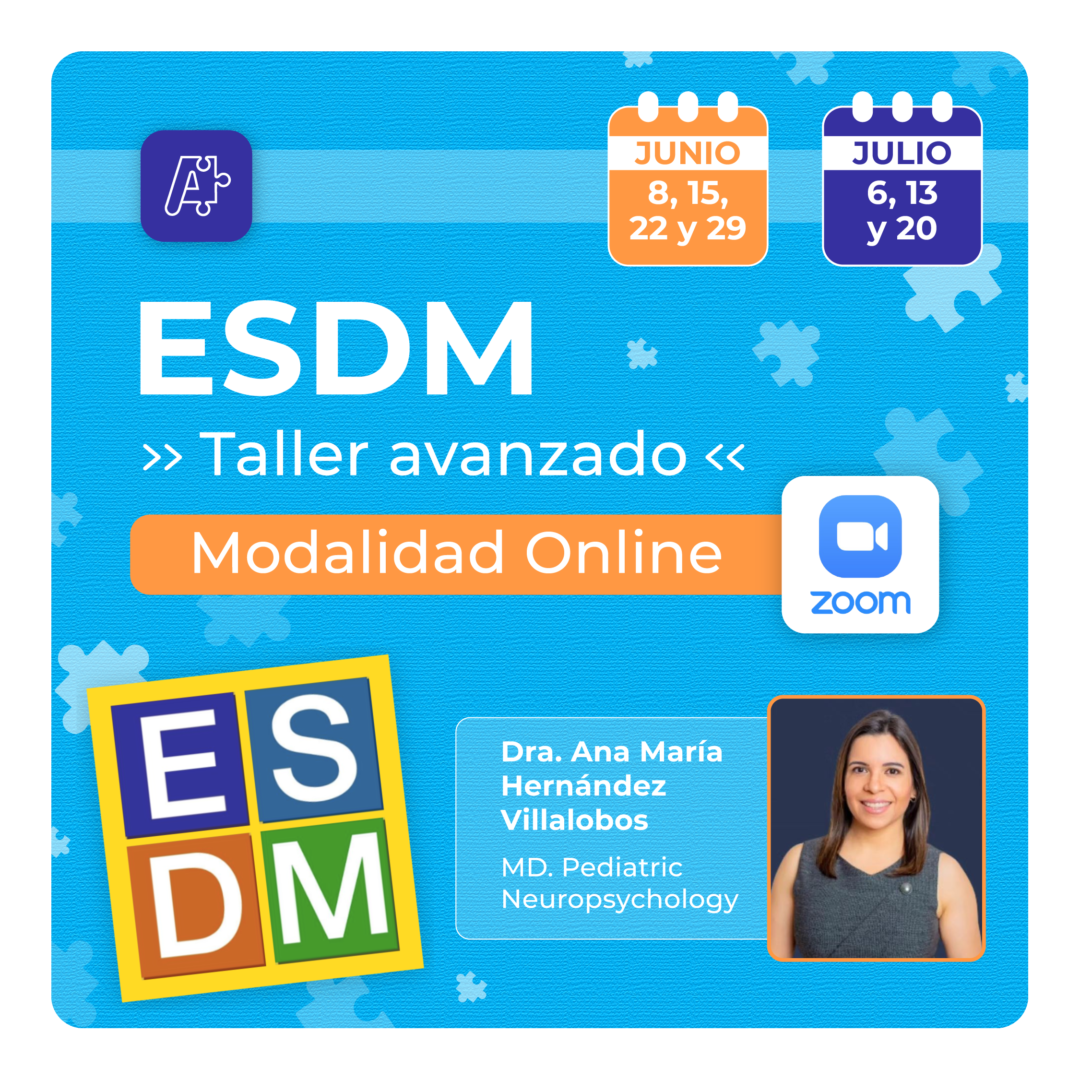 JUNIO
8, 15,
22 y 29
JULIO
6, 13
y 20
A
ESDM
>> Taller avanzado <<
Modalidad Online
zoom
E S
D M
Dra. Ana María
Hernández
Villalobos
MD. Pediatric
Neuropsychology